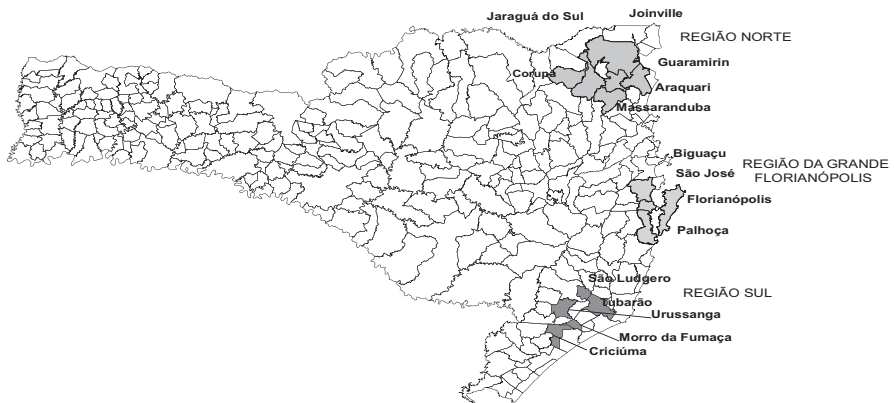 Jaraguá do Sul
Joinville
REGIÃO NORTE
Guaramirin
Corupá
Araquari
Massaranduba
Biguaçu
REGIÃO DA GRANDE
FLORIANÓPOLIS
São José
Florianópolis
Palhoça
São Ludgero
REGIÃO SUL
Tubarão
Urussanga
Morro da Fumaça
Criciúma